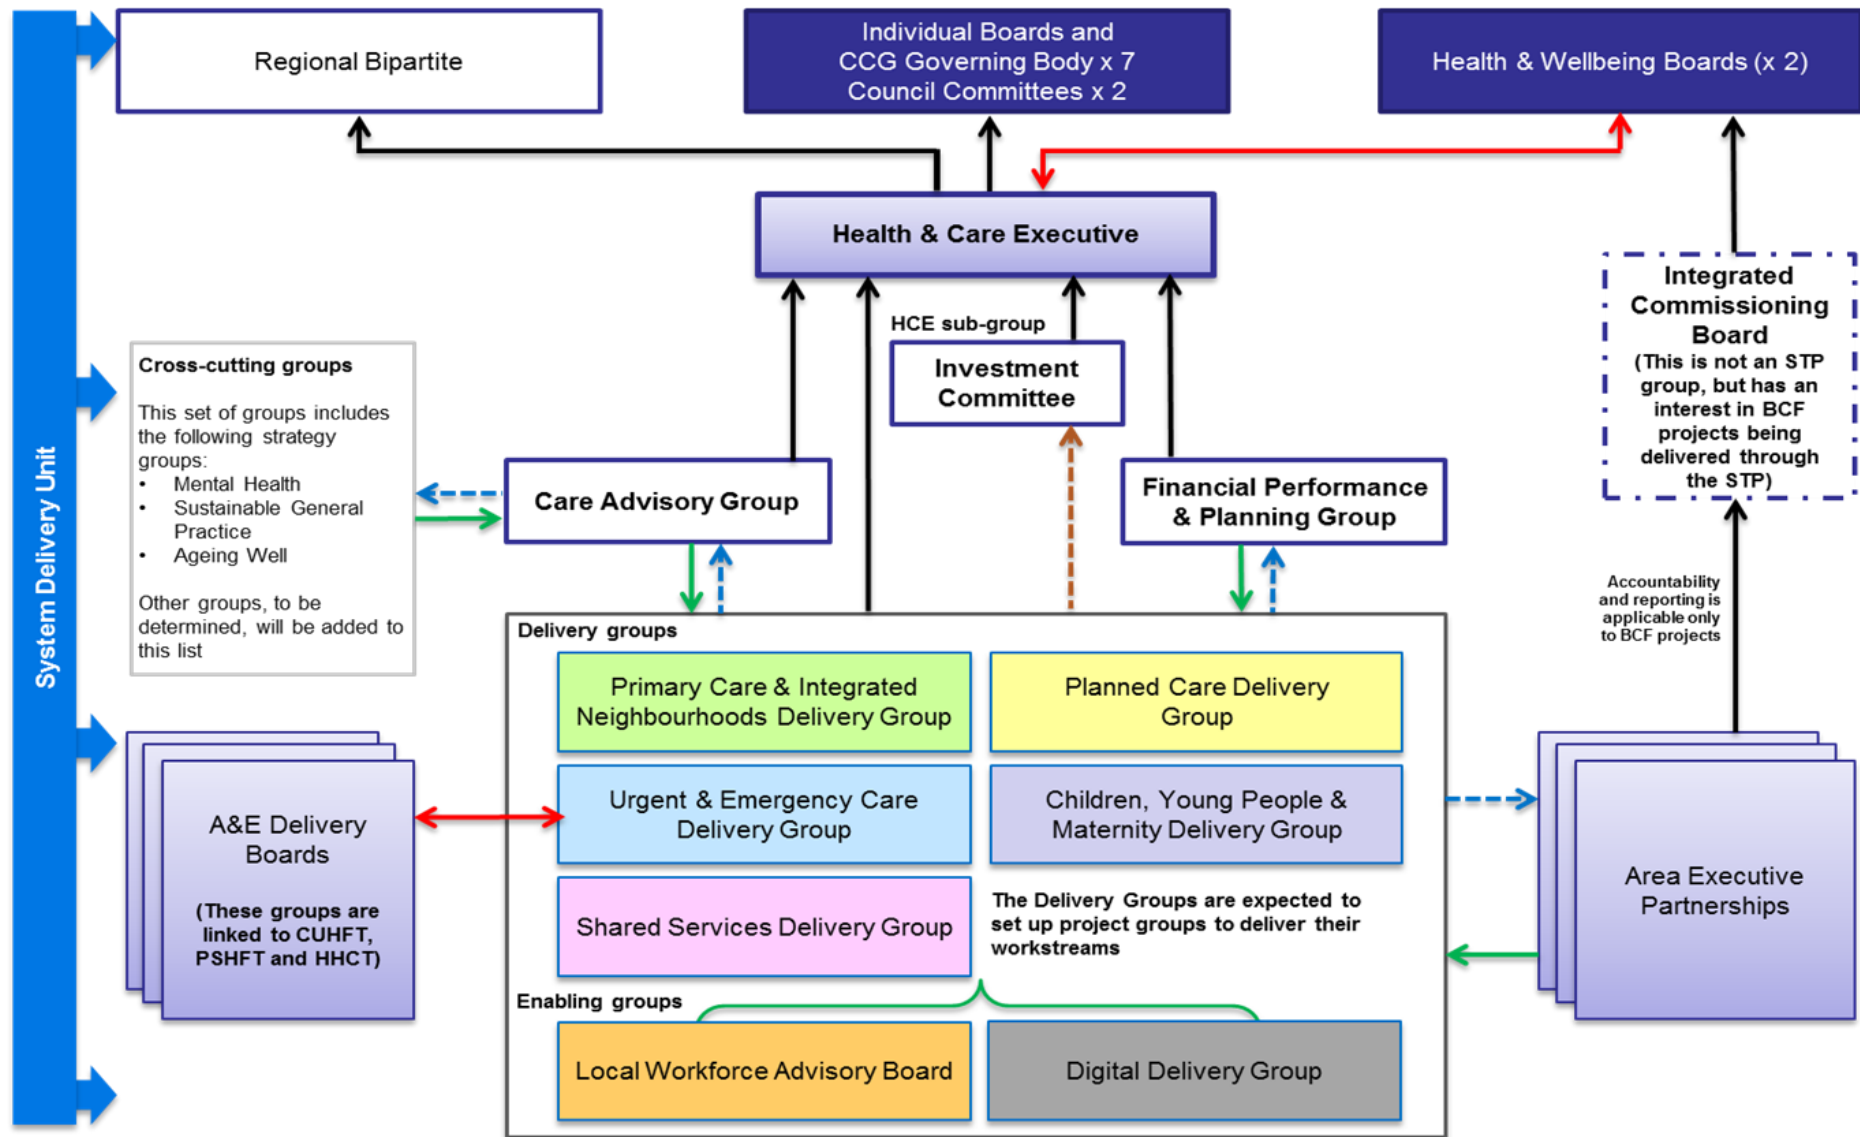 System Delivery Unit
Regional Bipartite
Individual Boards and
CCG Governing Body x 7
Council Committees x 2
Health & Wellbeing Boards (x 2)
Health & Care Executive
HCE sub-group
Investment
Committee
Integrated
Commissioning
Board
(This is not an STP
group, but has an
interest in BCF
projects being
delivered through
the STP)
Cross-cutting groups
This set of groups includes
the following strategy
groups:
• Mental Health
• Sustainable General
Practice
• Ageing Well
Other groups, to be
determined, will be added to
this list
Care Advisory Group
Financial Performance
& Planning Group
Accountability
and reporting is
applicable only
to BCF projects
Delivery groups
Primary Care & Integrated
Neighbourhoods Delivery Group
Planned Care Delivery
Group
Urgent & Emergency Care
Delivery Group
Children, Young People &
Maternity Delivery Group
Shared Services Delivery Group
The Delivery Groups are expected to
set up project groups to deliver their
workstreams
Enabling groups
Local Workforce Advisory Board
Digital Delivery Group
A&E Delivery
Boards
(These groups are
linked to CUHFT,
PSHFT and HHCT)
Area Executive
Partnerships